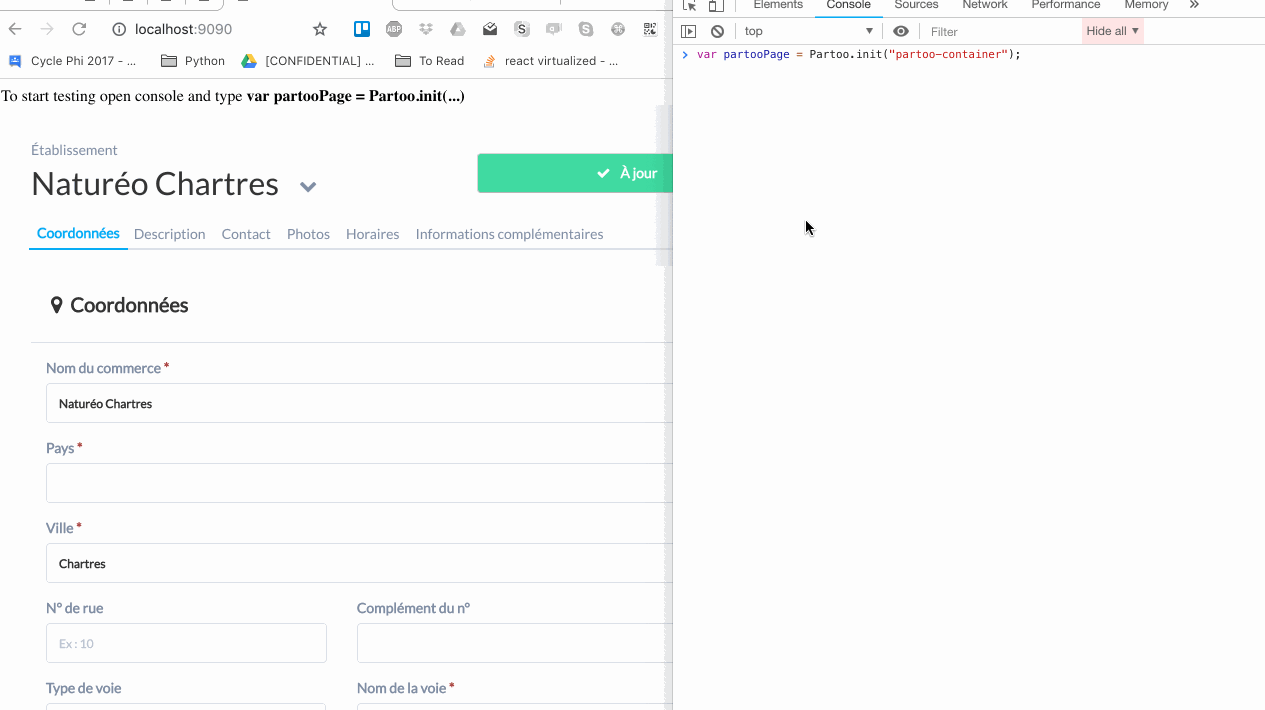 localhost:9090
ABP
Cycle Phi 2017 - ...
Python
[CONFIDENTIAL] ...
To Read
react virtualized - ...
To start testing open console and type var partooPage = Partoo.init(...)
Établissement
Naturéo Chartres
À jour
Coordonnées
Description
Contact
Photos
Horaires
Informations complémentaires
Coordonnées
Nom du commerce *
Naturéo Chartres
Pays *
Ville *
Chartres
N° de rue
Complément du n°
Ex : 10
Type de voie
Nom de la voie *
Elements
Console
Sources
Network
Performance
Memory
»
top
Filter
Hide all
var partooPage = Partoo.init("partoo-container");